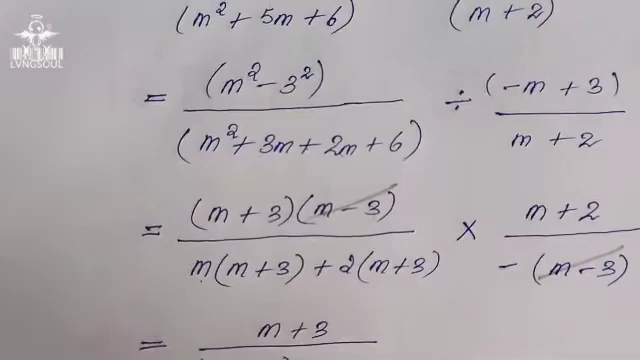 LVNGSOUL
(m² + 5m + 6) (m + 2)
= (m² - 3²) / (m² + 3m + 2m + 6) ÷ (-m + 3) / m + 2
= (m + 3)(m - 3) / m(m + 3) + 2(m + 3) × m + 2 / - (m - 3)
= m + 3